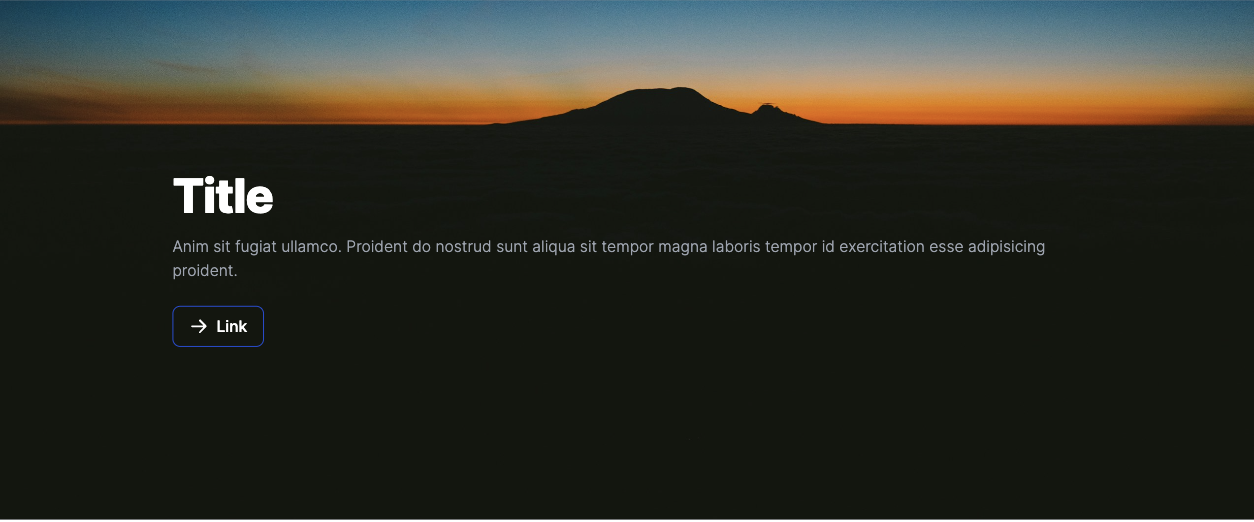 Title
Anim sit fugiat ullamco. Proident do nostrud sunt aliqua sit tempor magna laboris tempor id exercitation esse adipisicing
proident.
Link